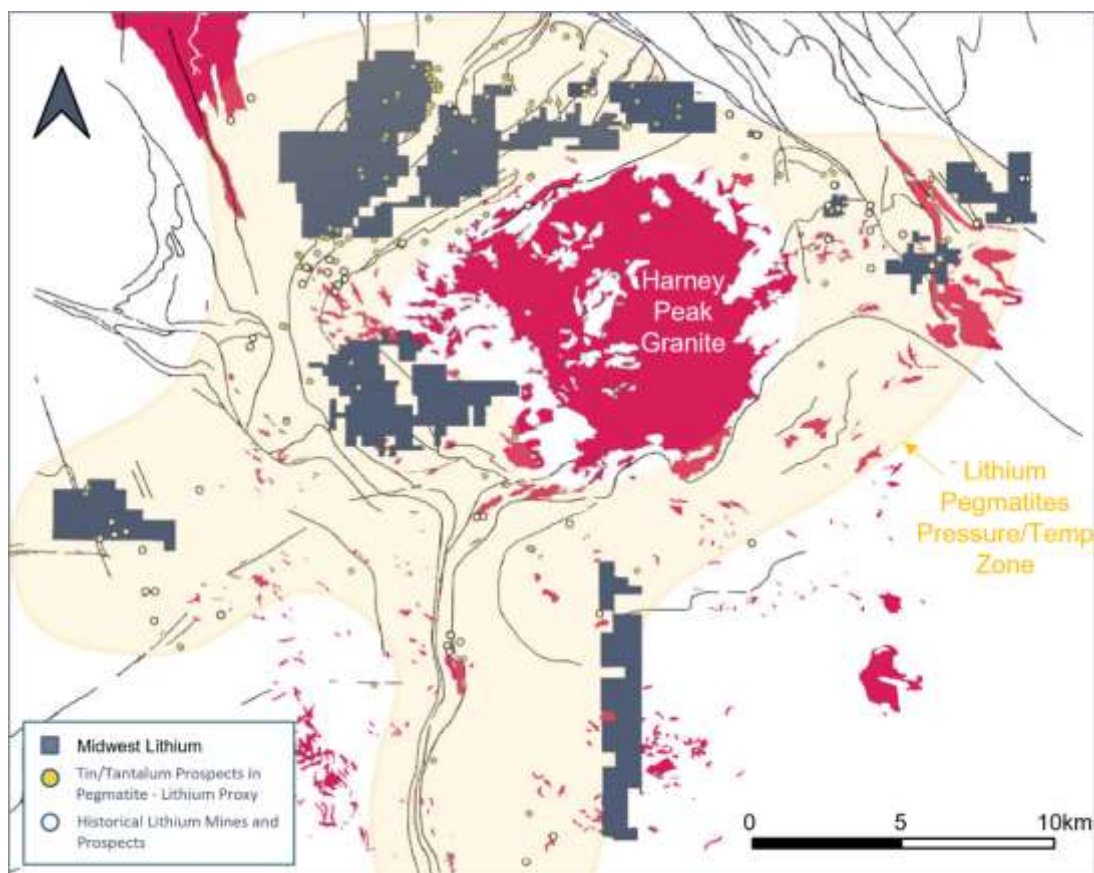 Harney
Peak
Granite
Lithium
Pegmatites
Pressure/Temp
Zone
Midwest Lithium
Tin/Tantalum Prospects in
Pegmatite - Lithium Proxy
Historical Lithium Mines and
Prospects
0 5 10km